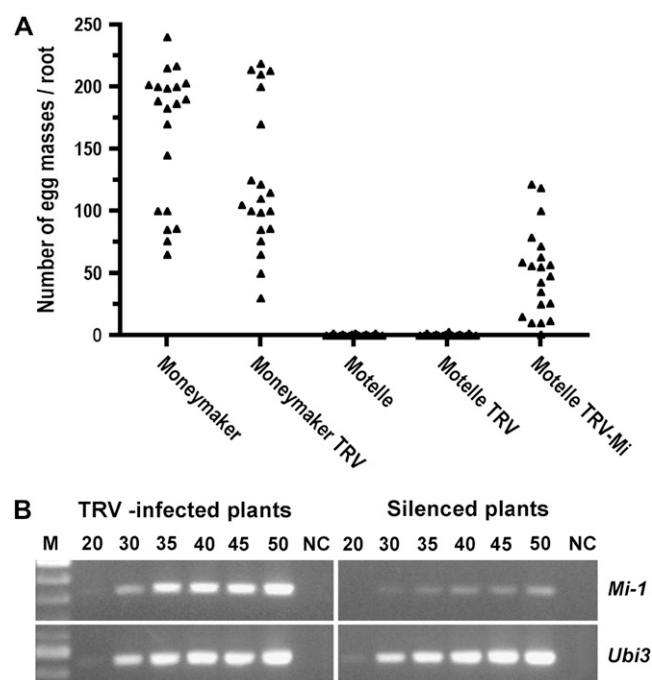 A
Number of egg masses / root
250
200
150
100
50
0
Moneymaker
Moneymaker TRV
Motelle
Motelle TRV
Motelle TRV-Mi
B
TRV -infected plants
Silenced plants
M 20 30 35 40 45 50 NC 20 30 35 40 45 50 NC
Mi-1
Ubi3